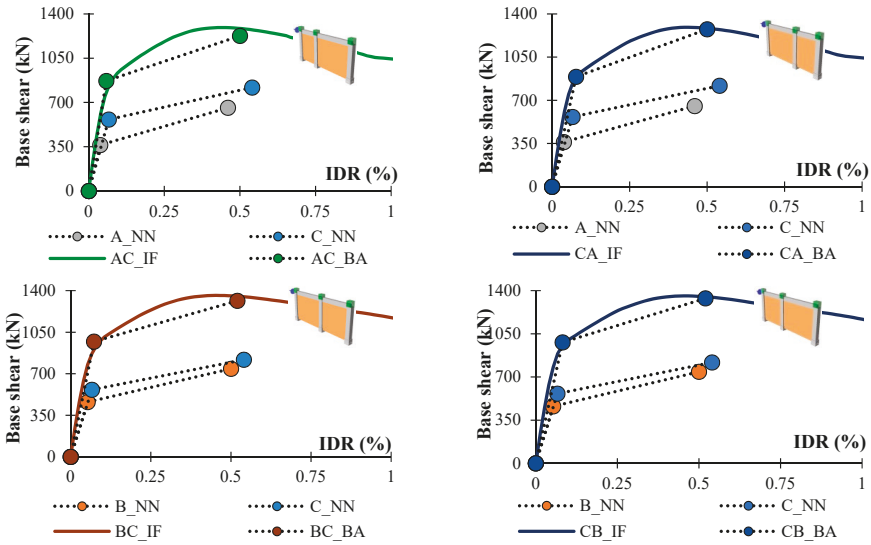 Base shear (kN)
1400
1050
700
350
0
IDR (%)
0 0.25 0.5 0.75 1
A_NN C_NN
AC_IF AC_BA
Base shear (kN)
1400
1050
700
350
0
IDR (%)
0 0.25 0.5 0.75 1
A_NN C_NN
CA_IF CA_BA
Base shear (kN)
1400
1050
700
350
0
IDR (%)
0 0.25 0.5 0.75 1
B_NN C_NN
BC_IF BC_BA
Base shear (kN)
1400
1050
700
350
0
IDR (%)
0 0.25 0.5 0.75 1
B_NN C_NN
CB_IF CB_BA